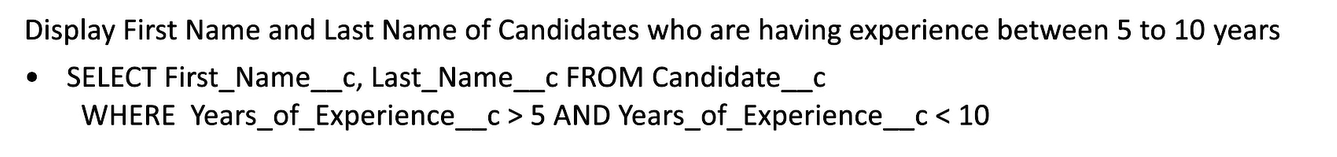 Display First Name and Last Name of Candidates who are having experience between 5 to 10 years
• SELECT First_Name__c, Last_Name__c FROM Candidate__c
WHERE Years_of_Experience__c > 5 AND Years_of_Experience__c < 10